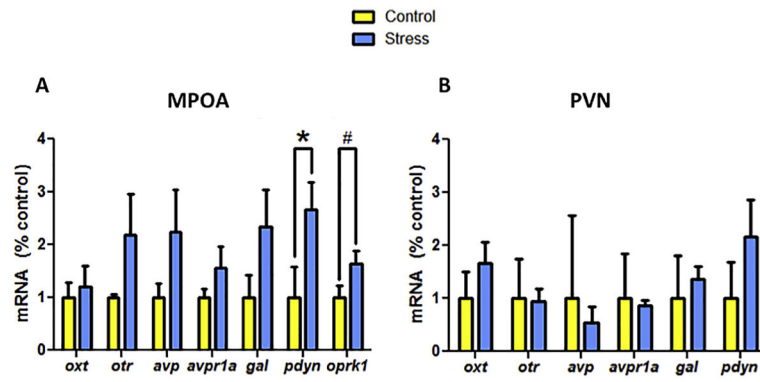 Control
Stress
A
MPOA
mRNA (% control)
4
3
2
1
0
*
#
oxt otr avp avpr1a gal pdyn oprk1
B
PVN
mRNA (% control)
4
3
2
1
0
oxt otr avp avpr1a gal pdyn